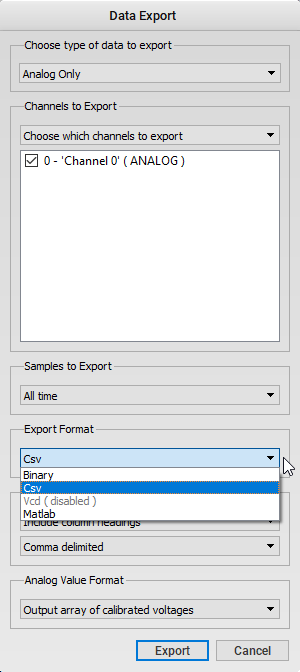 Data Export
Choose type of data to export
Analog Only
Channels to Export
Choose which channels to export
0 - 'Channel 0' ( ANALOG )
Samples to Export
All time
Export Format
Csv
Binary
Csv
Vcd ( disabled )
Matlab
Include column headings
Comma delimited
Analog Value Format
Output array of calibrated voltages
Export
Cancel